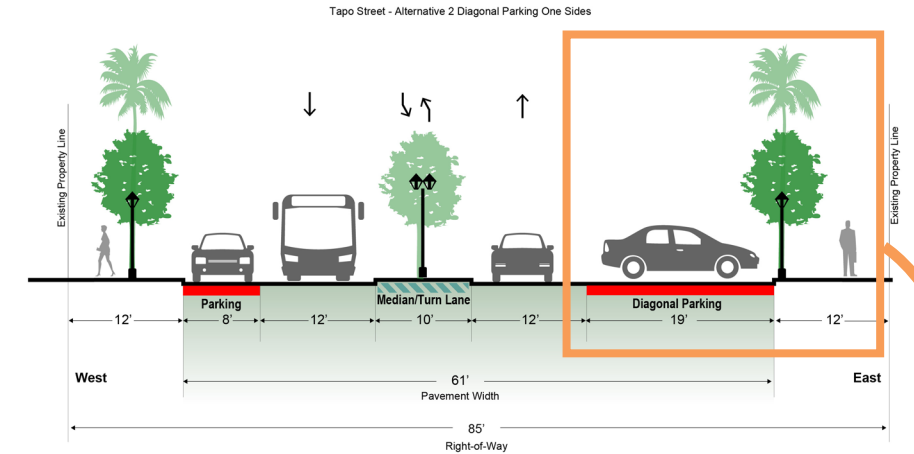 Tapo Street - Alternative 2 Diagonal Parking One Sides
Existing Property Line
Existing Property Line
Parking
Median/Turn Lane
Diagonal Parking
12’
8’
12’
10’
12’
19’
12’
West
East
61’
Pavement Width
85’
Right-of-Way